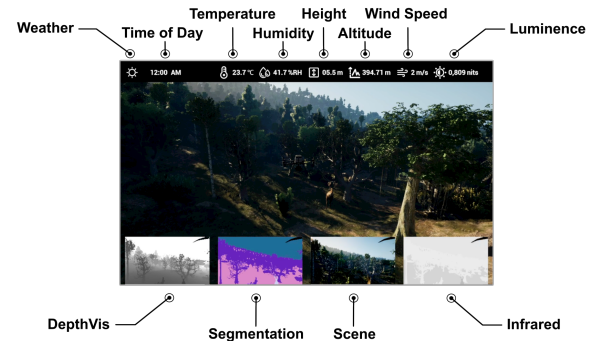 Temperature Height Wind Speed
Weather Time of Day Humidity Altitude Luminence
12:00 AM 23.7 °C 41.7 %RH 05.5 m 394.71 m 2 m/s 0,809 nits
DepthVis Segmentation Scene Infrared